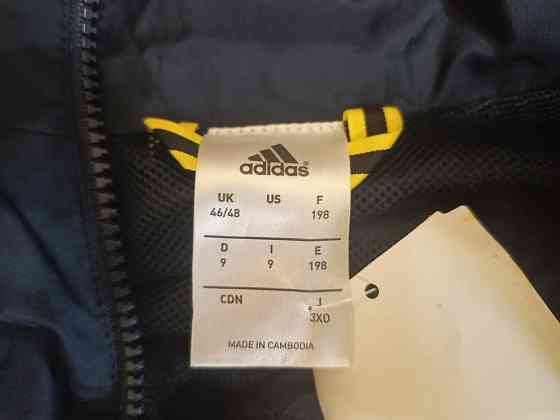 adidas®
UK US F
46/48 198
D I E
9 9 198
CDN J
3XO
MADE IN CAMBODIA